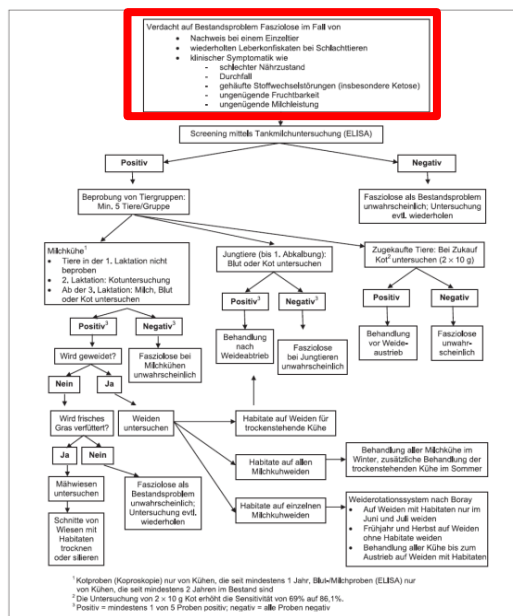 Verdacht auf Bestandsproblem Fasziolose im Fall von
• Nachweis bei einem Einzeltier
• wiederholten Leberkonfiskaten bei Schlachttieren
• klinischer Symptomatik wie
- schlechter Nährzustand
- Durchfall
- gehäufte Stoffwechselstörungen (insbesondere Ketose)
- ungenügende Fruchtbarkeit
- ungenügende Milchleistung
Screening mittels Tankmilchuntersuchung (ELISA)
Positiv
Negativ
Beprobung von Tiergruppen:
Min. 5 Tiere/Gruppe
Fasziolose als Bestandsproblem
unwahrscheinlich; Untersuchung
evtl. wiederholen
Milchkühe1
• Tiere in der 1. Laktation nicht
beproben
• 2. Laktation: Kotuntersuchung
• Ab der 3. Laktation: Milch, Blut
oder Kot untersuchen
Jungtiere (bis 1. Abkalbung):
Blut oder Kot untersuchen
Zugekaufte Tiere: Bei Zukauf
Kot2 untersuchen (2 × 10 g)
Positiv3
Negativ3
Positiv3
Negativ3
Positiv
Negativ
Wird geweidet?
Fasziolose bei
Milchkühen
unwahrscheinlich
Behandlung
nach
Weideabtrieb
Fasziolose
bei Jungtieren
unwahrscheinlich
Behandlung
vor Weide-
austrieb
Fasziolose
unwahr-
scheinlich
Nein
Ja
Wird frisches
Gras verfüttert?
Weiden
untersuchen
Habitate auf Weiden für
trockenstehende Kühe
Ja
Nein
Habitate auf allen
Milchkuhweiden
Behandlung aller Milchkühe im
Winter, zusätzliche Behandlung der
trockenstehenden Kühe im Sommer
Mähwiesen
untersuchen
Fasziolose als
Bestandsproblem
unwahrscheinlich;
Untersuchung evtl.
wiederholen
Habitate auf einzelnen
Milchkuhweiden
Weiderotationssystem nach Boray
• Auf Weiden mit Habitaten nur im
Juni und Juli weiden
• Frühjahr und Herbst auf Weiden
ohne Habitate weiden
• Behandlung aller Kühe bis zum
Austrieb auf Weiden mit Habitaten
Schnitte von
Wiesen mit
Habitaten
trocknen
oder silieren
1 Kotproben (Koproskopie) nur von Kühen, die seit mindestens 1 Jahr, Blut-/Milchproben (ELISA) nur
von Kühen, die seit mindestens 2 Jahren im Bestand sind
2 Die Untersuchung von 2 × 10 g Kot erhöht die Sensitivität von 69% auf 86,1%.
3 Positiv = mindestens 1 von 5 Proben positiv; negativ = alle Proben negativ